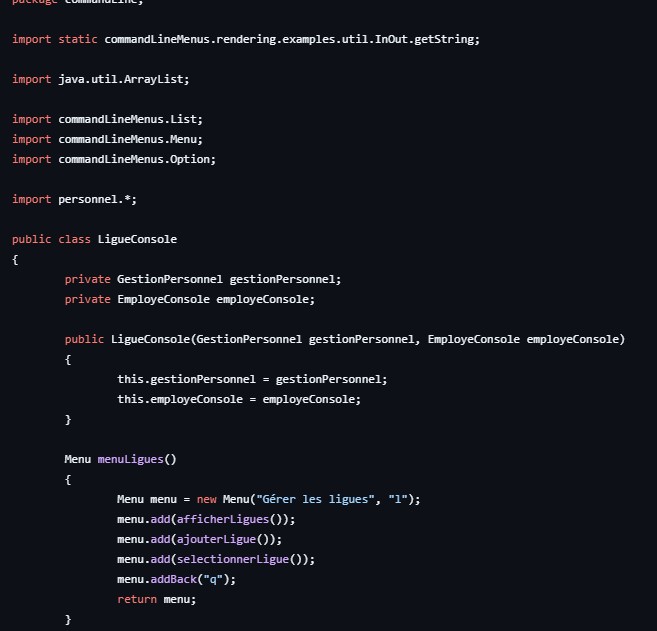 package commandLine;
import static commandLineMenus.rendering.examples.util.InOut.getString;
import java.util.ArrayList;
import commandLineMenus.List;
import commandLineMenus.Menu;
import commandLineMenus.Option;
import personnel.*;
public class LigueConsole
{
private GestionPersonnel gestionPersonnel;
private EmployeConsole employeConsole;
public LigueConsole(GestionPersonnel gestionPersonnel, EmployeConsole employeConsole)
{
this.gestionPersonnel = gestionPersonnel;
this.employeConsole = employeConsole;
}
Menu menuLigues()
{
Menu menu = new Menu("Gérer les ligues", "l");
menu.add(afficherLigues());
menu.add(ajouterLigue());
menu.add(selectionnerLigue());
menu.addBack("q");
return menu;
}